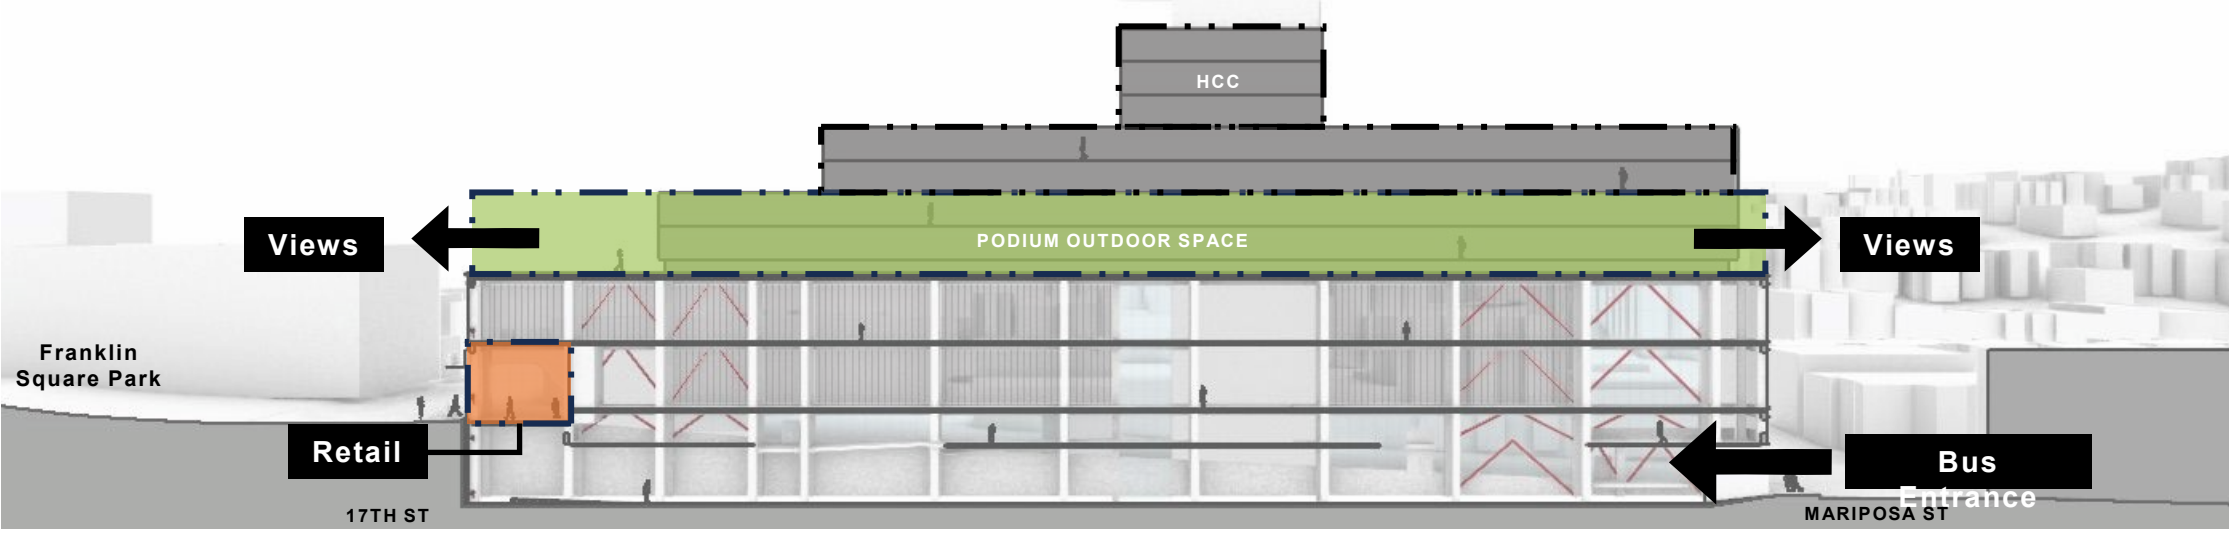 HCC
PODIUM OUTDOOR SPACE
Views
Views
Franklin
Square Park
Retail
Bus
Entrance
17TH ST
MARIPOSA ST